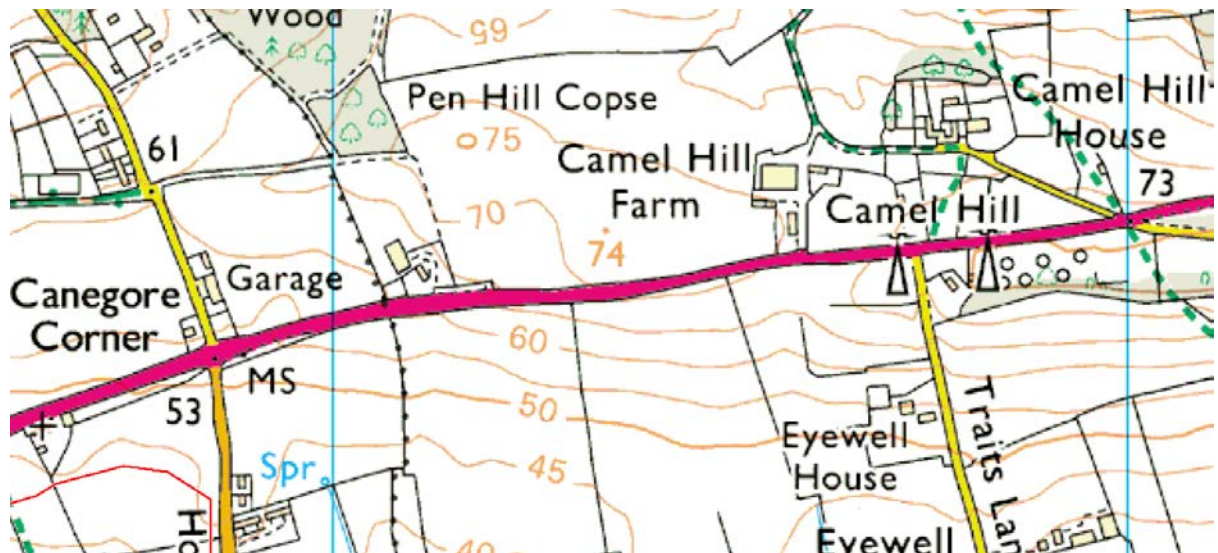 Wood
65
Pen Hill Copse
75
Camel Hill
House
61
Camel Hill
Farm
73
70
Camel Hill
74
Garage
Canegore
Corner
60
MS
53
50
Traits Lan
Eyewell
House
45
Spr
Ho
40
Eyewell